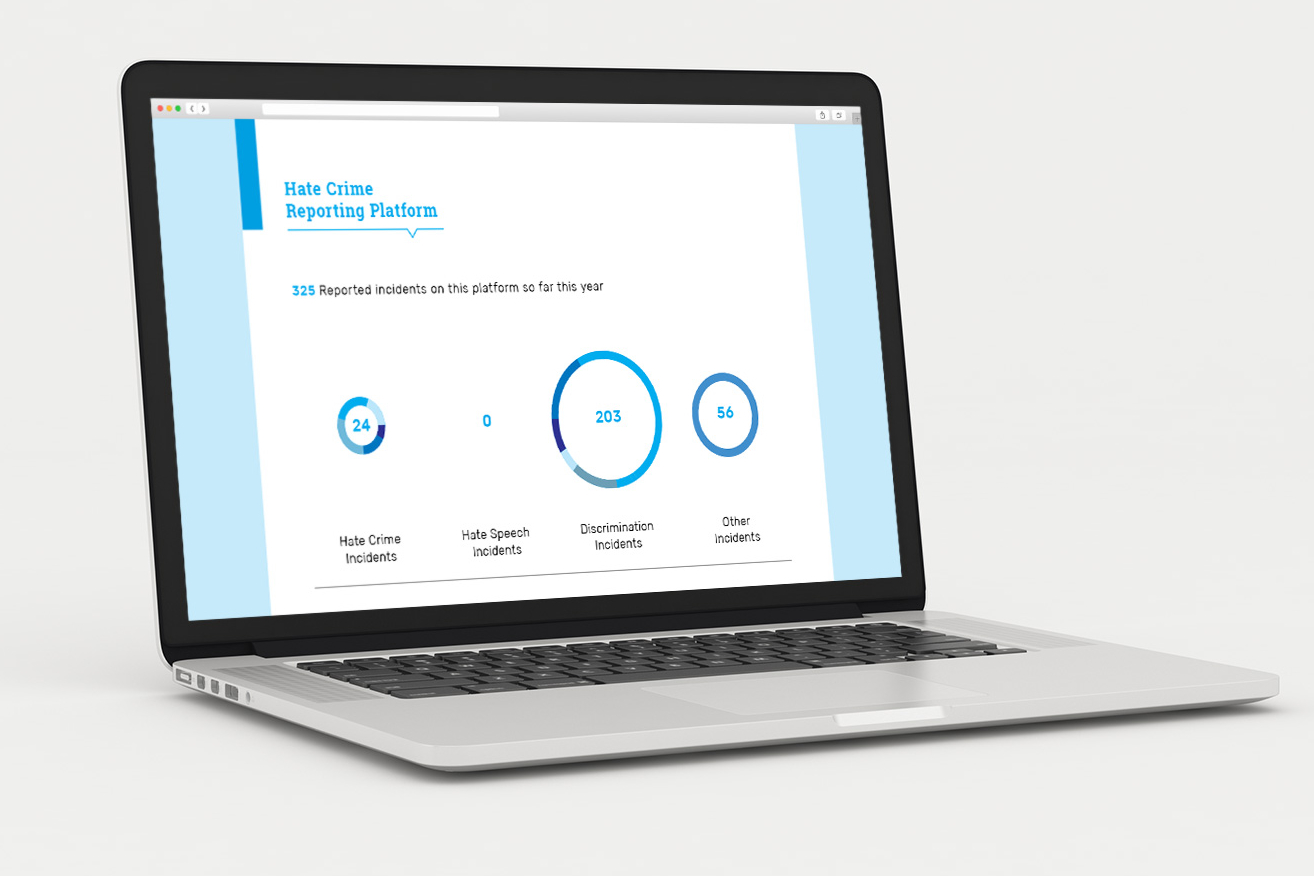 Hate Crime
Reporting Platform
325 Reported incidents on this platform so far this year
24
0
203
56
Hate Crime
Incidents
Hate Speech
Incidents
Discrimination
Incidents
Other
Incidents